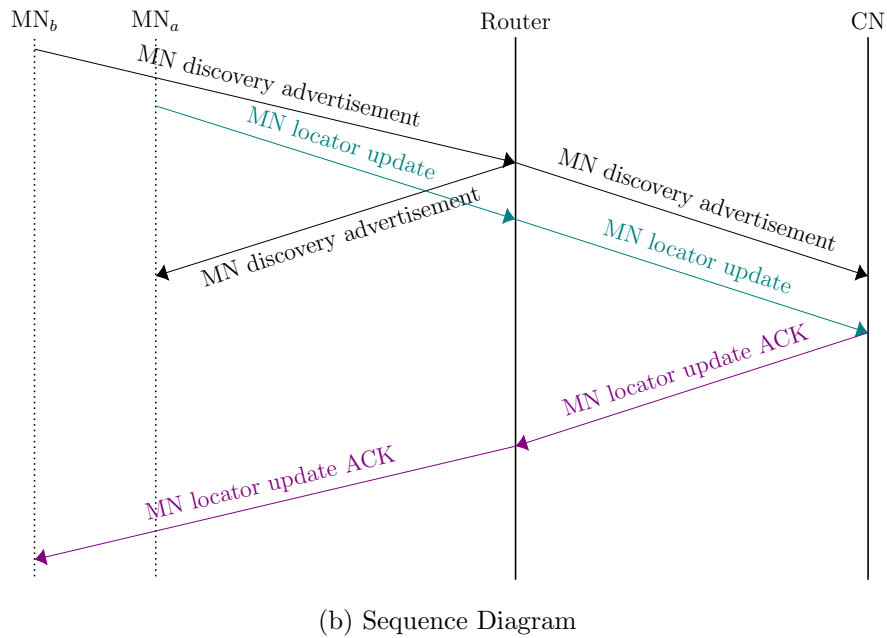 MN_b MN_a Router CN
MN discovery advertisement
MN locator update
MN discovery advertisement
MN discovery advertisement
MN locator update
MN locator update ACK
MN locator update ACK
(b) Sequence Diagram